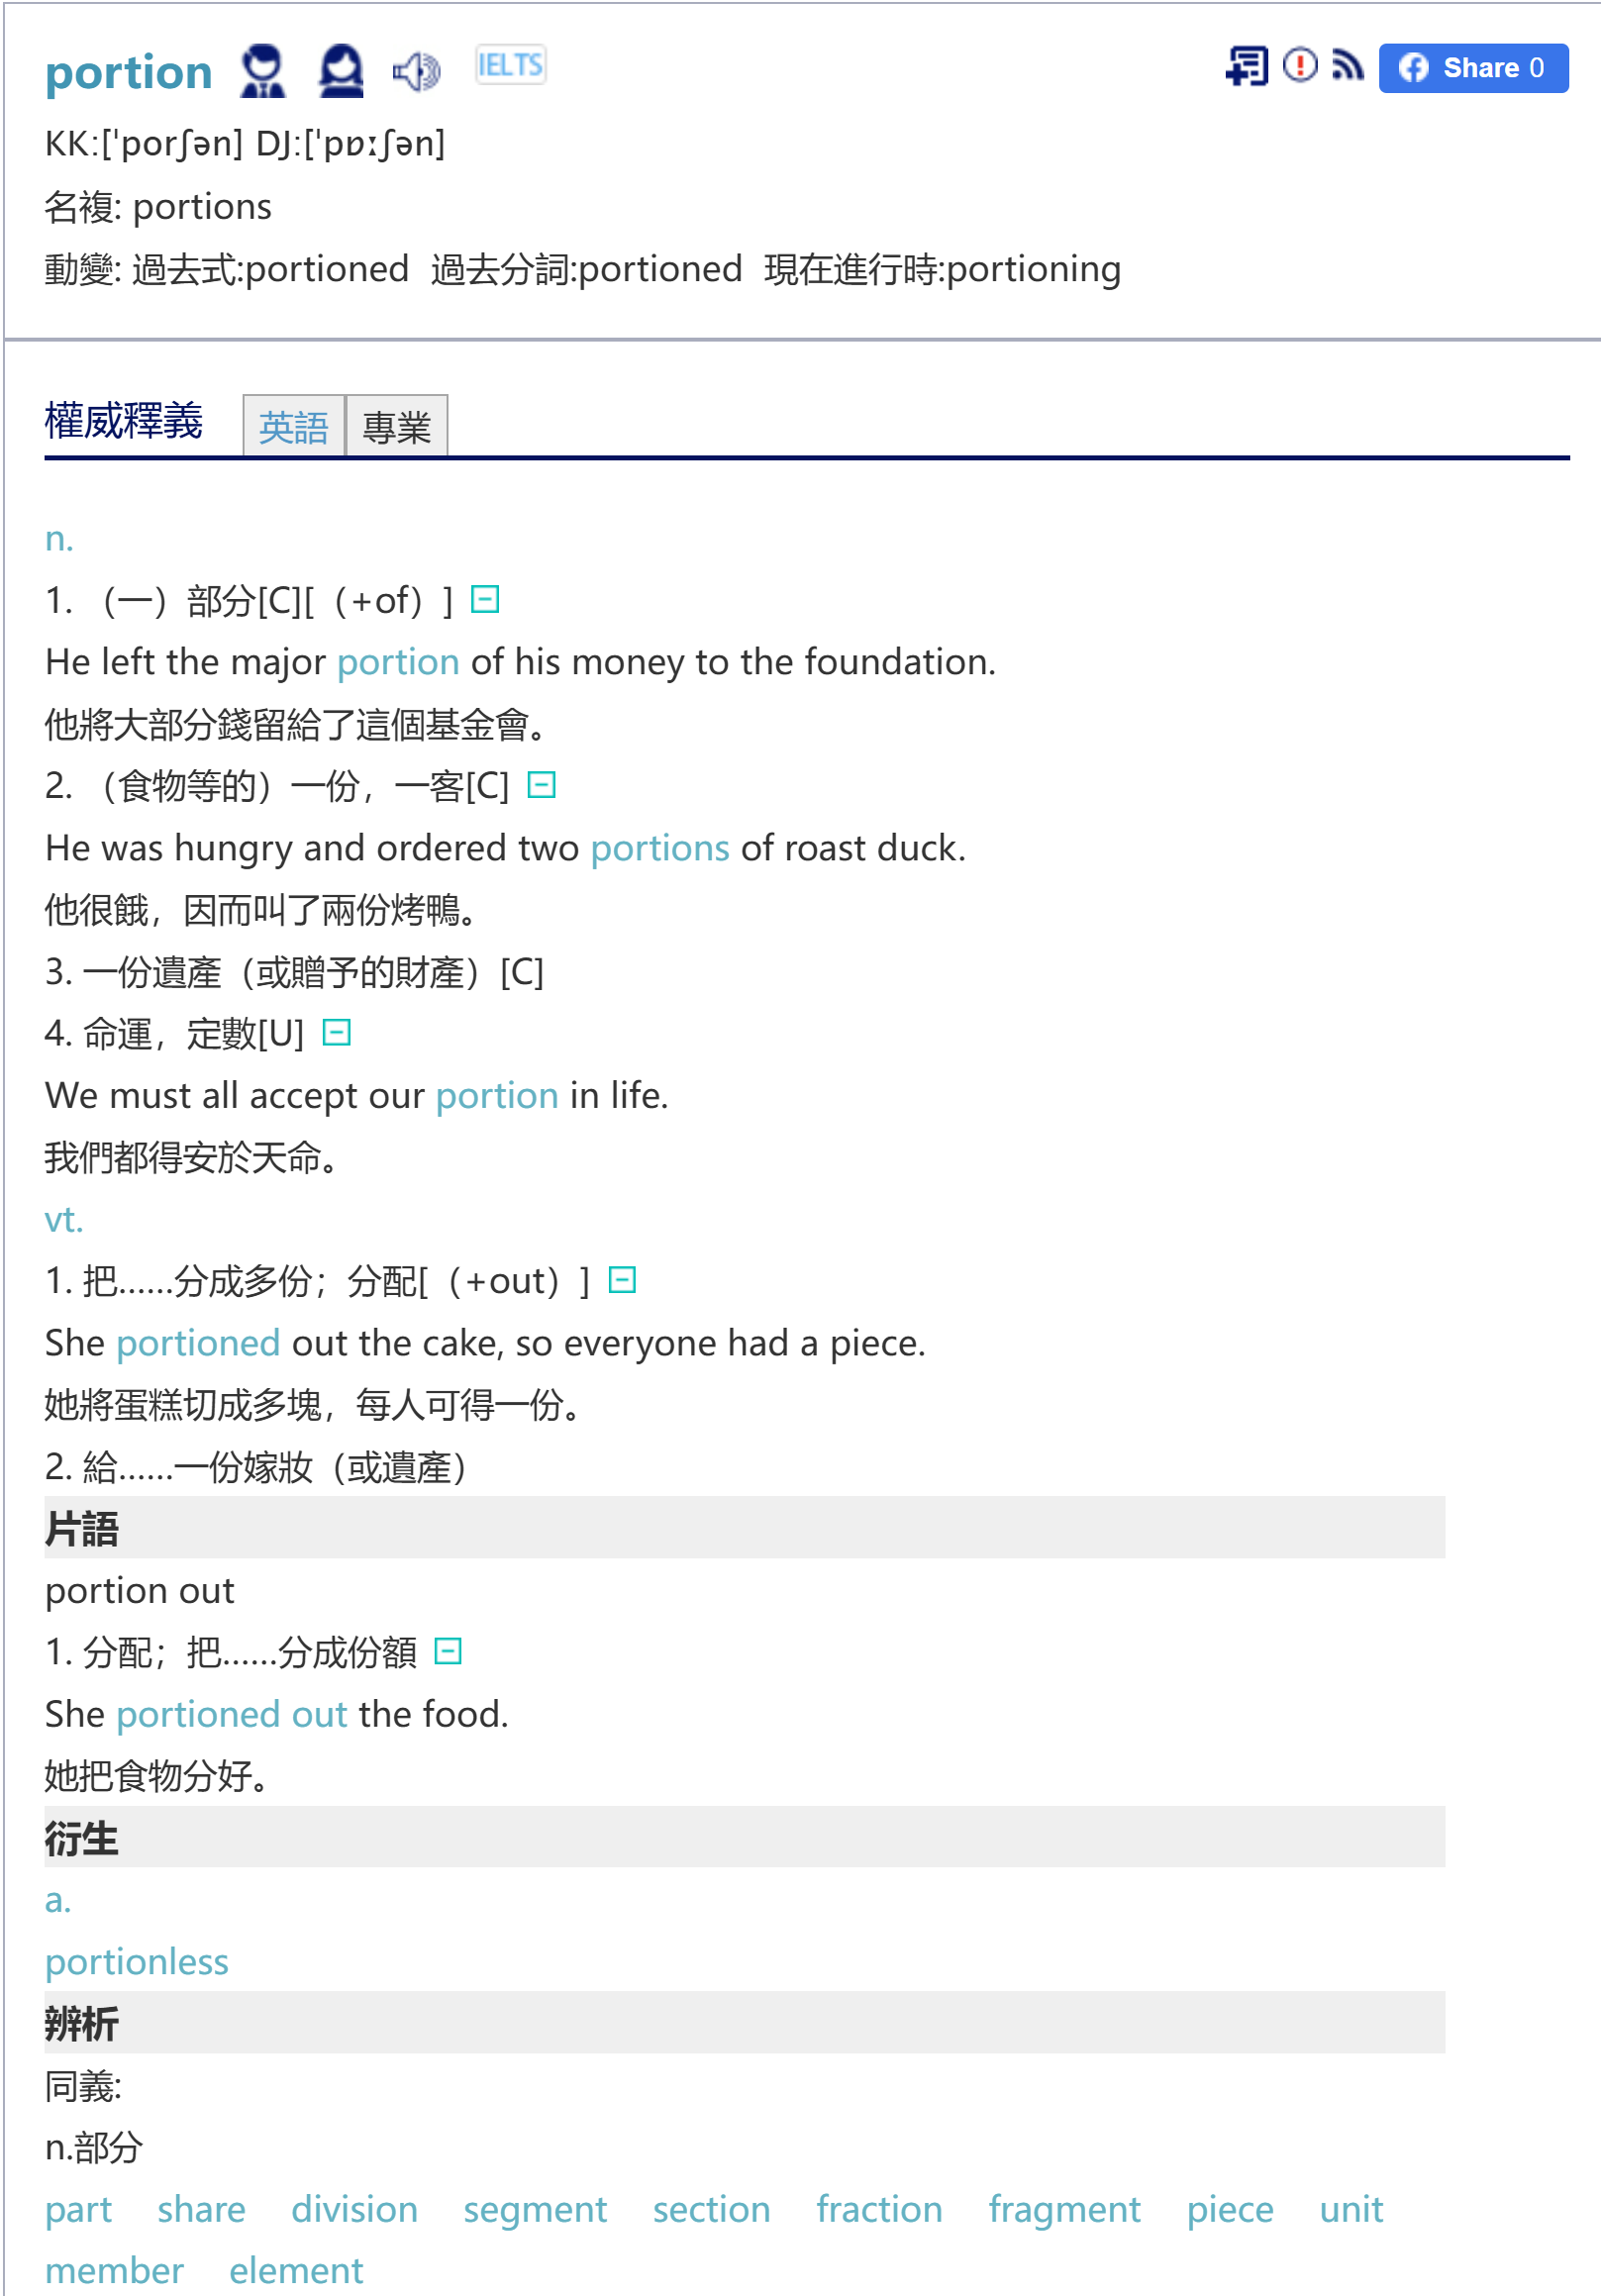 portion IELTS Share 0
KK:[ˈporʃən] DJ:[ˈpɒːʃən]
名複: portions
動變: 過去式:portioned 過去分詞:portioned 現在進行時:portioning
權威釋義 英語 專業
n.
1. （一）部分[C][（+of）]
He left the major portion of his money to the foundation.
他將大部分錢留給了這個基金會。
2. （食物等的）一份，一客[C]
He was hungry and ordered two portions of roast duck.
他很餓，因而叫了兩份烤鴨。
3. 一份遺產（或贈予的財產）[C]
4. 命運，定數[U]
We must all accept our portion in life.
我們都得安於天命。
vt.
1. 把……分成多份；分配[（+out）]
She portioned out the cake, so everyone had a piece.
她將蛋糕切成多塊，每人可得一份。
2. 給……一份嫁妝（或遺產）
片語
portion out
1. 分配；把……分成份額
She portioned out the food.
她把食物分好。
衍生
a.
portionless
辨析
同義:
n.部分
part share division segment section fraction fragment piece unit
member element